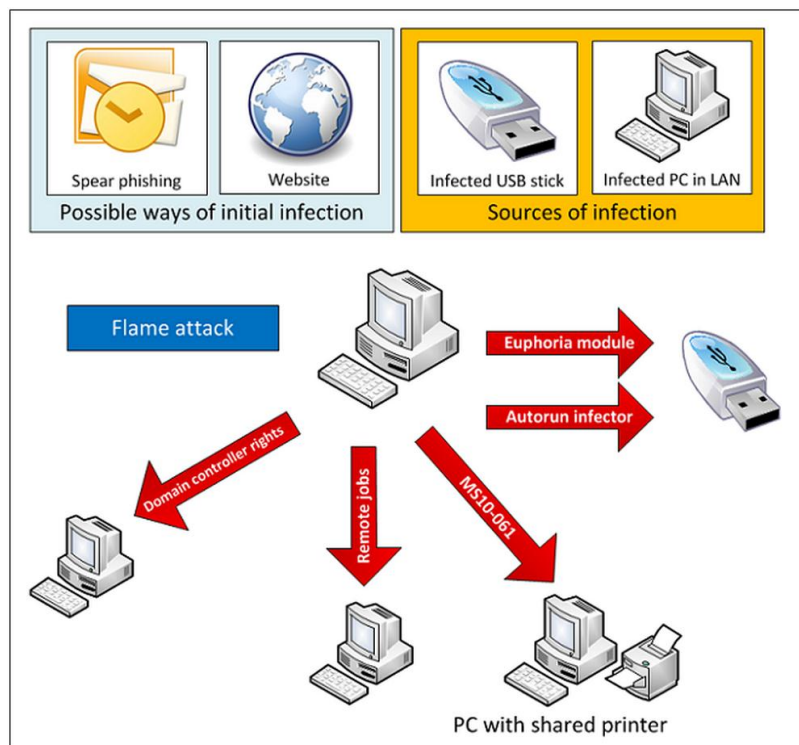 Spear phishing
Website
Possible ways of initial infection
Infected USB stick
Infected PC in LAN
Sources of infection
Flame attack
Euphoria module
Autorun infector
Domain controller rights
Remote jobs
MS10-061
PC with shared printer